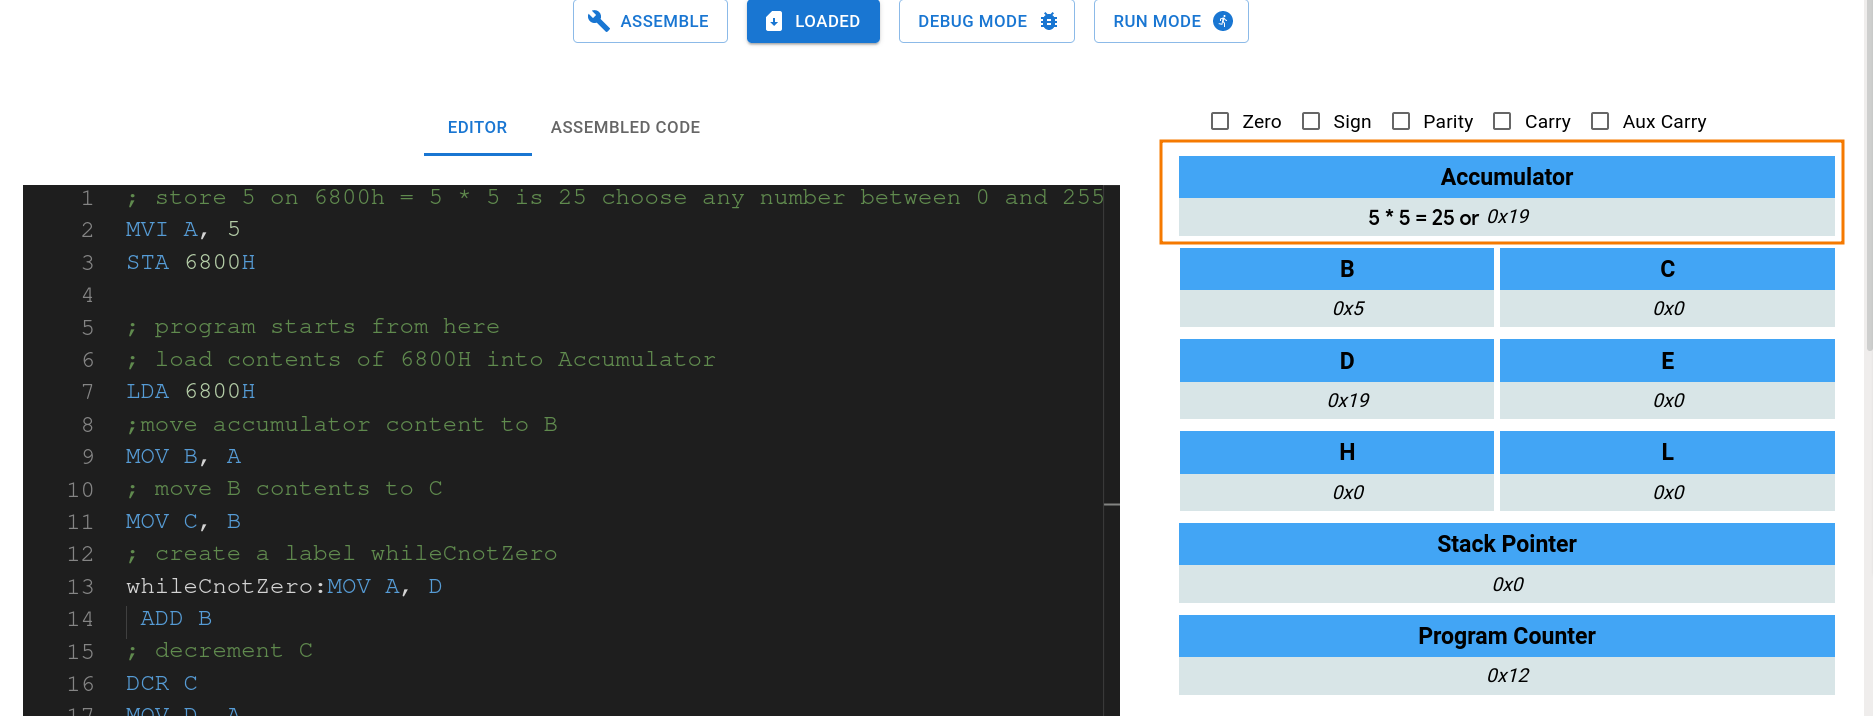 ASSEMBLE LOADED DEBUG MODE RUN MODE
EDITOR ASSEMBLED CODE
1 ; store 5 on 6800h = 5 * 5 is 25 choose any number between 0 and 255
2 MVI A, 5
3 STA 6800H
4
5 ; program starts from here
6 ; load contents of 6800H into Accumulator
7 LDA 6800H
8 ;move accumulator content to B
9 MOV B, A
10 ; move B contents to C
11 MOV C, B
12 ; create a label whileCnotZero
13 whileCnotZero:MOV A, D
14 ADD B
15 ; decrement C
16 DCR C
17 MOV D, A
Zero Sign Parity Carry Aux Carry
Accumulator
5 * 5 = 25 or 0x19
B C
0x5 0x0
D E
0x19 0x0
H L
0x0 0x0
Stack Pointer
0x0
Program Counter
0x12